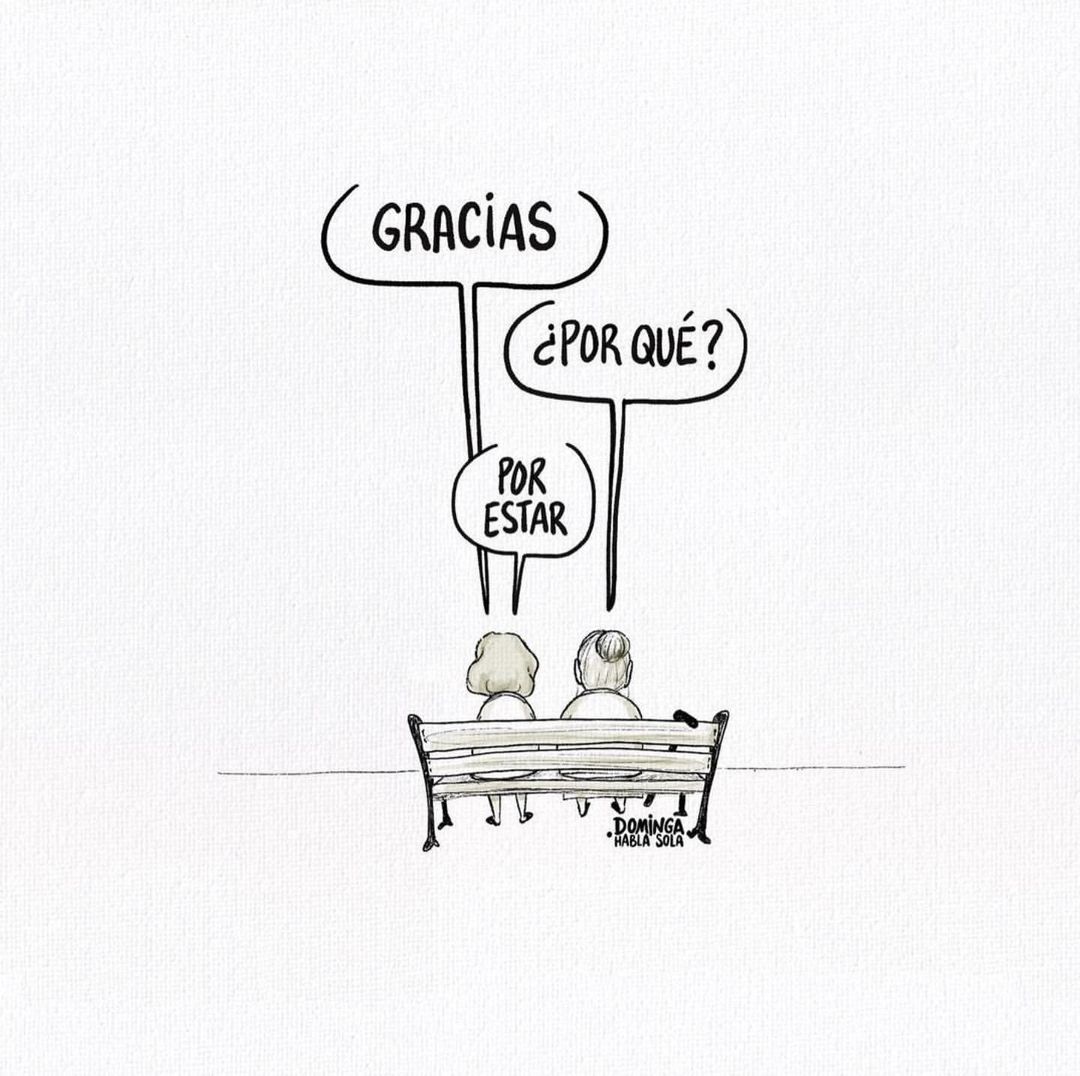 GRACIAS
¿POR QUÉ?
POR
ESTAR
DOMINGA
HABLA SOLA